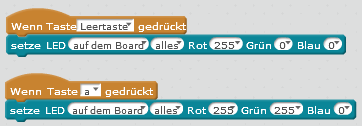 Wenn Taste Leertaste gedrückt
setze LED auf dem Board alles Rot 255 Grün 0 Blau 0
Wenn Taste a gedrückt
setze LED auf dem Board alles Rot 255 Grün 255 Blau 0